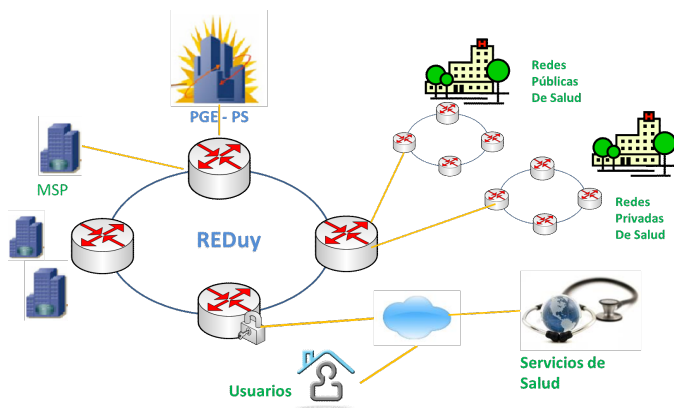 PGE - PS
Redes
Públicas
De Salud
MSP
Redes
Privadas
De Salud
REDuy
Servicios de
Salud
Usuarios